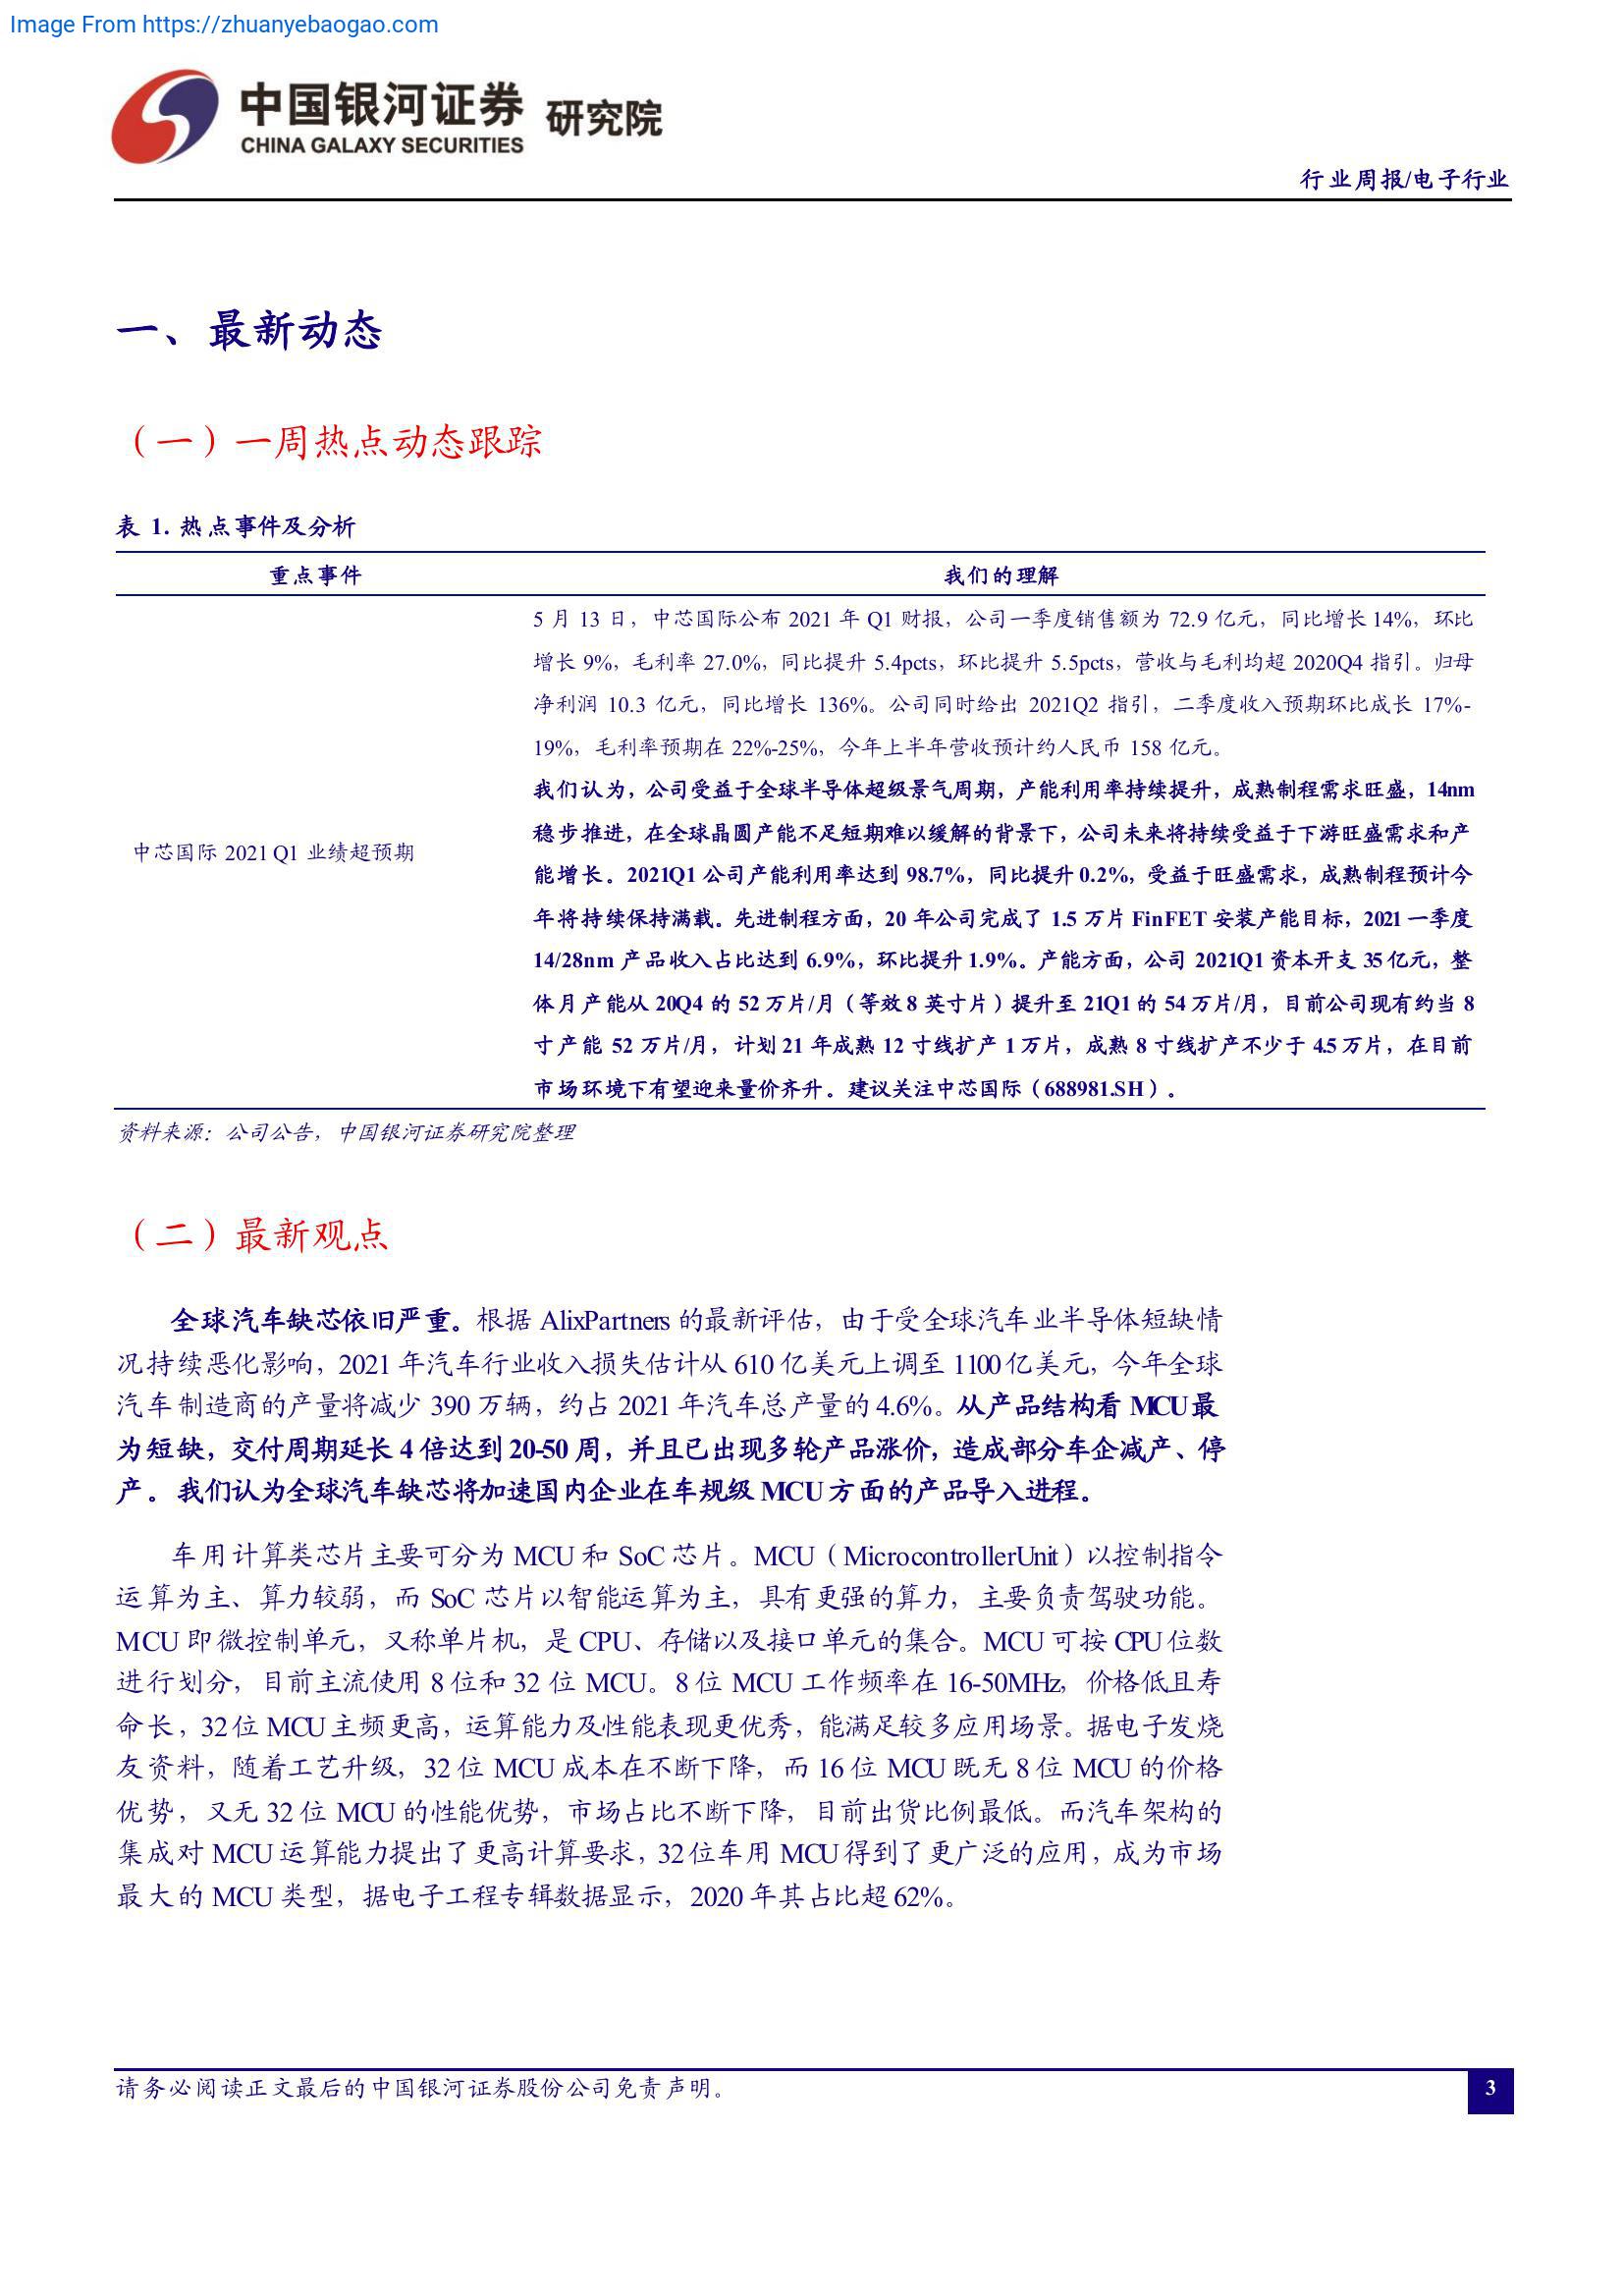 Image From https://zhuanyebaogao.com
中国银河证券 研究院
CHINA GALAXY SECURITIES
行业周报/电子行业
一、最新动态
（一）一周热点动态跟踪
表 1. 热点事件及分析
重点事件 我们的理解
5 月 13 日，中芯国际公布 2021 年 Q1 财报，公司一季度销售额为 72.9 亿元，同比增长 14%，环比
增长 9%，毛利率 27.0%，同比提升 5.4pcts，环比提升 5.5pcts，营收与毛利均超 2020Q4 指引。归母
净利润 10.3 亿元，同比增长 136%。公司同时给出 2021Q2 指引，二季度收入预期环比成长 17%-
19%，毛利率预期在 22%-25%，今年上半年营收预计约人民币 158 亿元。
我们认为，公司受益于全球半导体超级景气周期，产能利用率持续提升，成熟制程需求旺盛，14nm
稳步推进，在全球晶圆产能不足短期难以缓解的背景下，公司未来将持续受益于下游旺盛需求和产
中芯国际 2021 Q1 业绩超预期
能增长。2021Q1 公司产能利用率达到 98.7%，同比提升 0.2%，受益于旺盛需求，成熟制程预计今
年将持续保持满载。先进制程方面，20 年公司完成了 1.5 万片 FinFET 安装产能目标，2021 一季度
14/28nm 产品收入占比达到 6.9%，环比提升 1.9%。产能方面，公司 2021Q1 资本开支 35 亿元，整
体月产能从 20Q4 的 52 万片/月（等效 8 英寸片）提升至 21Q1 的 54 万片/月，目前公司现有约当 8
寸产能 52 万片/月，计划 21 年成熟 12 寸线扩产 1 万片，成熟 8 寸线扩产不少于 4.5 万片，在目前
市场环境下有望迎来量价齐升。建议关注中芯国际（688981.SH）。
资料来源：公司公告，中国银河证券研究院整理
（二）最新观点
全球汽车缺芯依旧严重。根据 AlixPartners 的最新评估，由于受全球汽车业半导体短缺情
况持续恶化影响，2021 年汽车行业收入损失估计从 610 亿美元上调至 1100 亿美元，今年全球
汽车制造商的产量将减少 390 万辆，约占 2021 年汽车总产量的 4.6%。从产品结构看 MCU 最
为短缺，交付周期延长 4 倍达到 20-50 周，并且已出现多轮产品涨价，造成部分车企减产、停
产。我们认为全球汽车缺芯将加速国内企业在车规级 MCU 方面的产品导入进程。
车用计算类芯片主要可分为 MCU 和 SoC 芯片。MCU（MicrocontrollerUnit）以控制指令
运算为主、算力较弱，而 SoC 芯片以智能运算为主，具有更强的算力，主要负责驾驶功能。
MCU 即微控制单元，又称单片机，是 CPU、存储以及接口单元的集合。MCU 可按 CPU 位数
进行划分，目前主流使用 8 位和 32 位 MCU。8 位 MCU 工作频率在 16-50MHz，价格低且寿
命长，32 位 MCU 主频更高，运算能力及性能表现更优秀，能满足较多应用场景。据电子发烧
友资料，随着工艺升级，32 位 MCU 成本在不断下降，而 16 位 MCU 既无 8 位 MCU 的价格
优势，又无 32 位 MCU 的性能优势，市场占比不断下降，目前出货比例最低。而汽车架构的
集成对 MCU 运算能力提出了更高计算要求，32 位车用 MCU 得到了更广泛的应用，成为市场
最大的 MCU 类型，据电子工程专辑数据显示，2020 年其占比超 62%。
请务必阅读正文最后的中国银河证券股份公司免责声明。
3